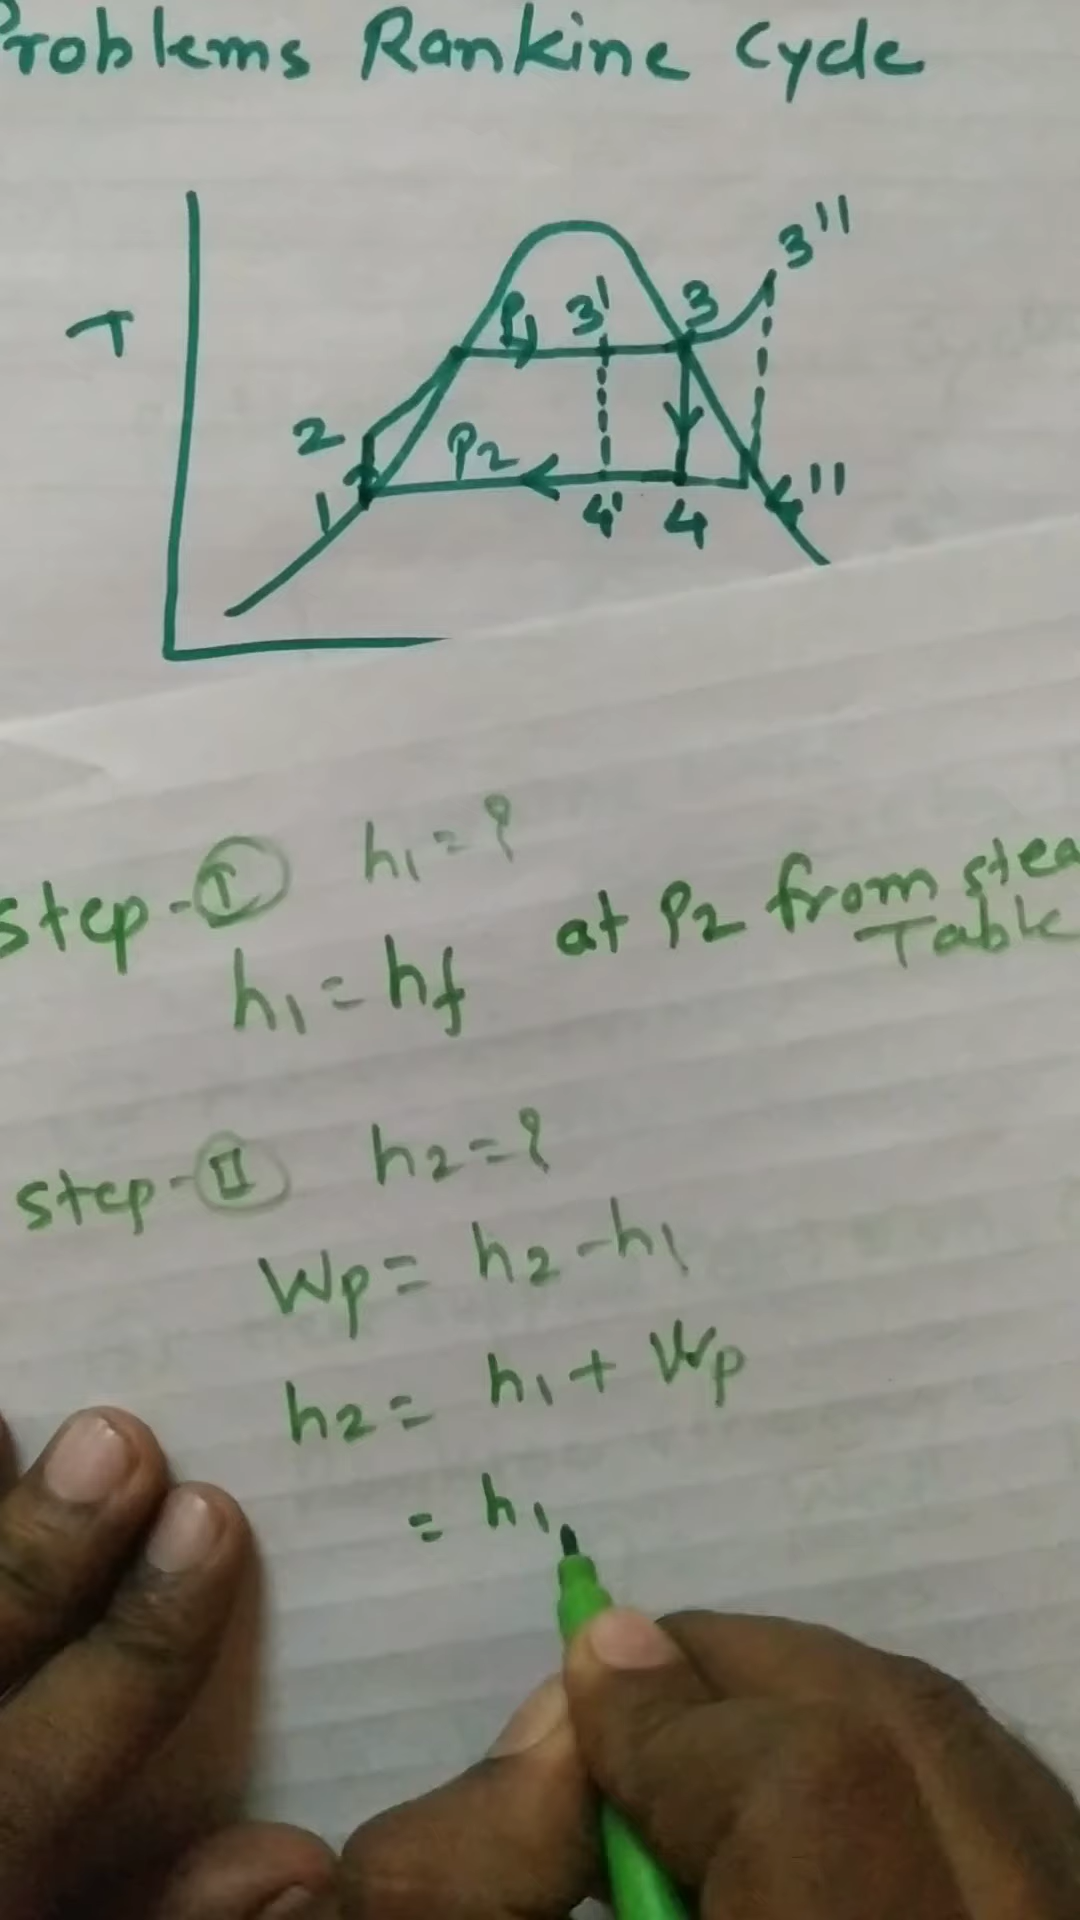 Problems Rankine Cycle
T
P1 3' 3 3"
2 P2
1 4' 4 4"
step-I h1=?
h1=hf at P2 from stea
Table
step-II h2=?
Wp= h2-h1
h2= h1+ Wp
= h1